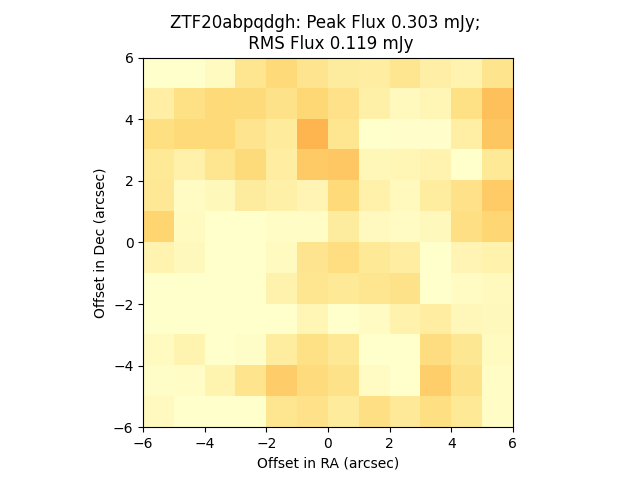 ZTF20abpqdgh: Peak Flux 0.303 mJy;
RMS Flux 0.119 mJy
6
4
2
0
−2
−4
−6
Offset in Dec (arcsec)
−6 −4 −2 0 2 4 6
Offset in RA (arcsec)